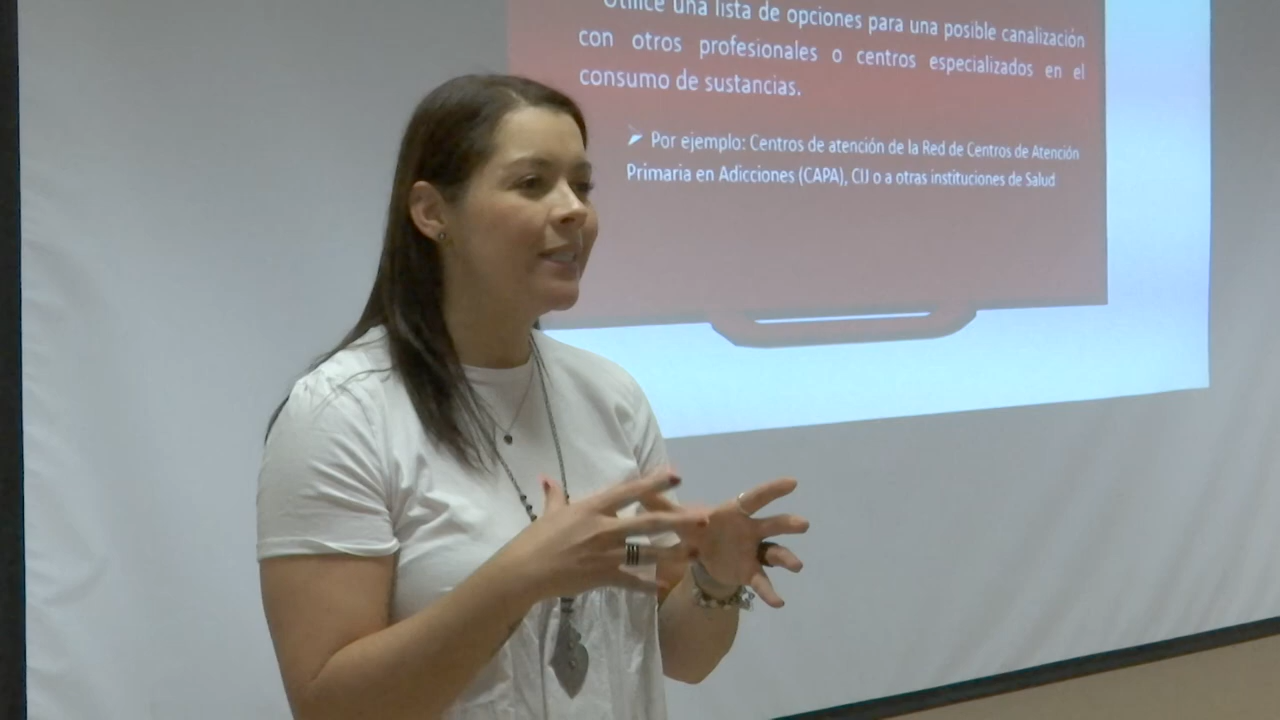 Utilice una lista de opciones para una posible canalización
con otros profesionales o centros especializados en el
consumo de sustancias.
➢ Por ejemplo: Centros de atención de la Red de Centros de Atención
Primaria en Adicciones (CAPA), CIJ o a otras instituciones de Salud